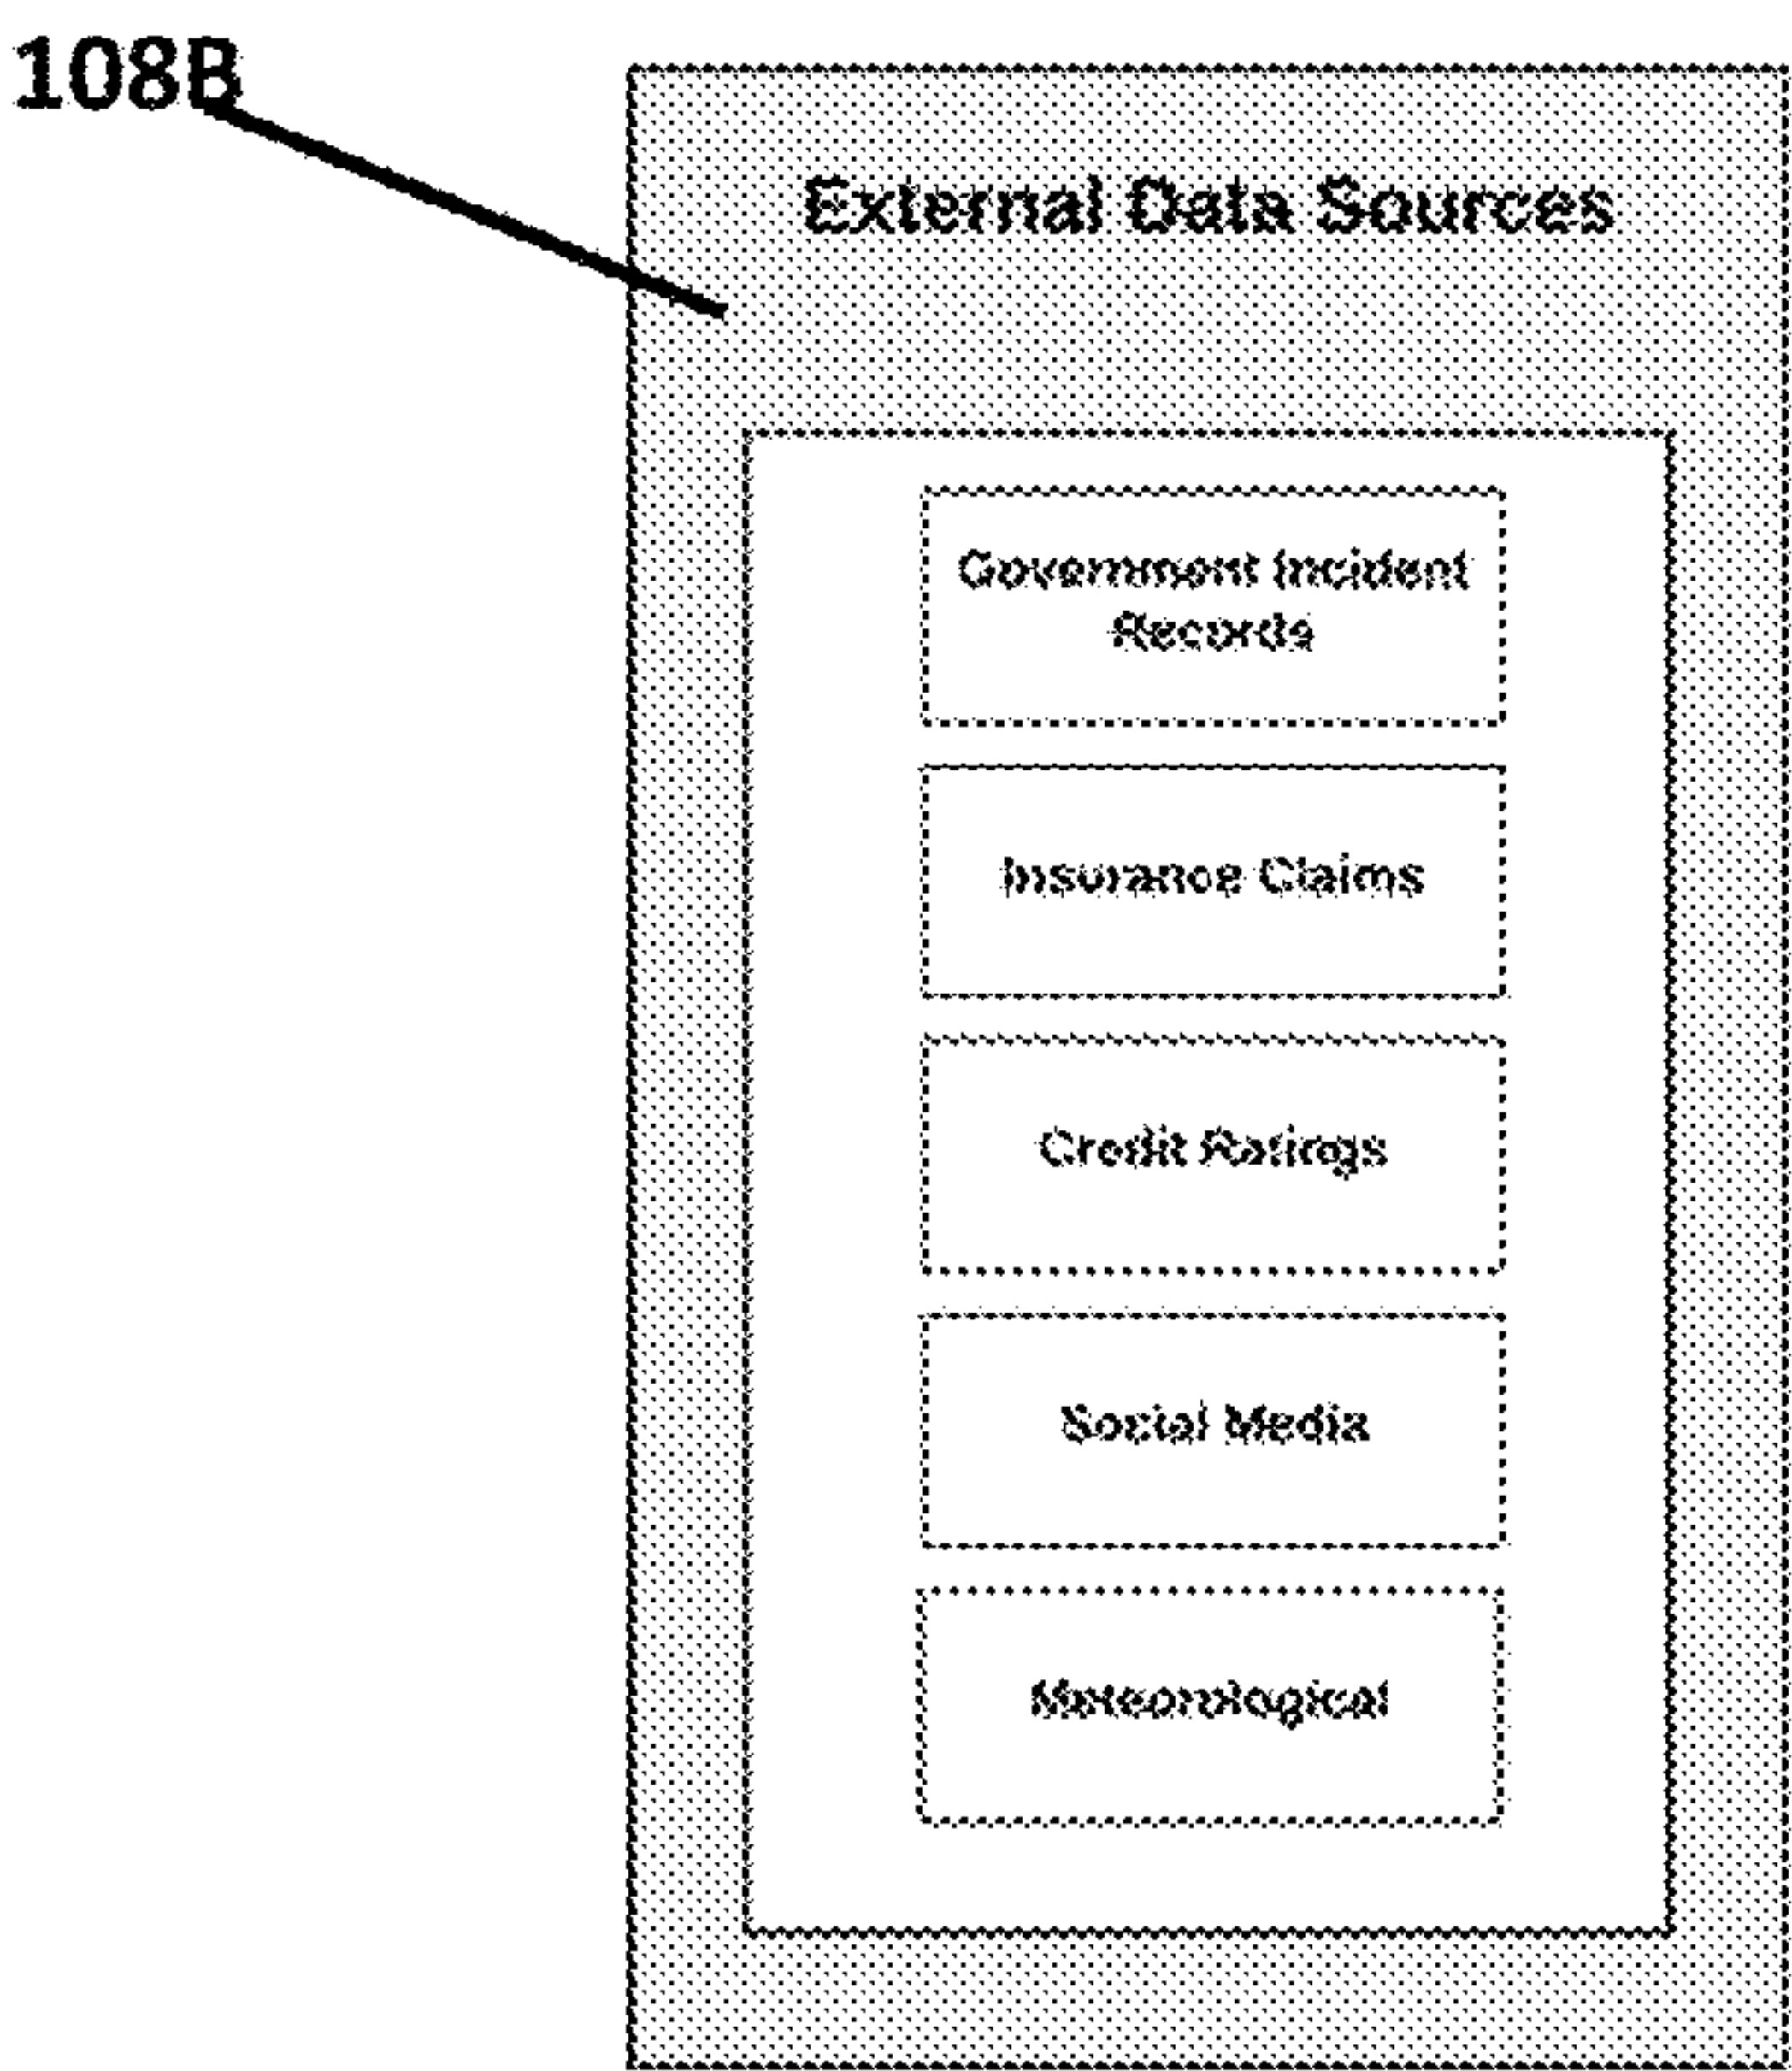 108B
External Data Sources
Government Incident
Records
Insurance Claims
Credit Ratings
Social Media
Meteorological